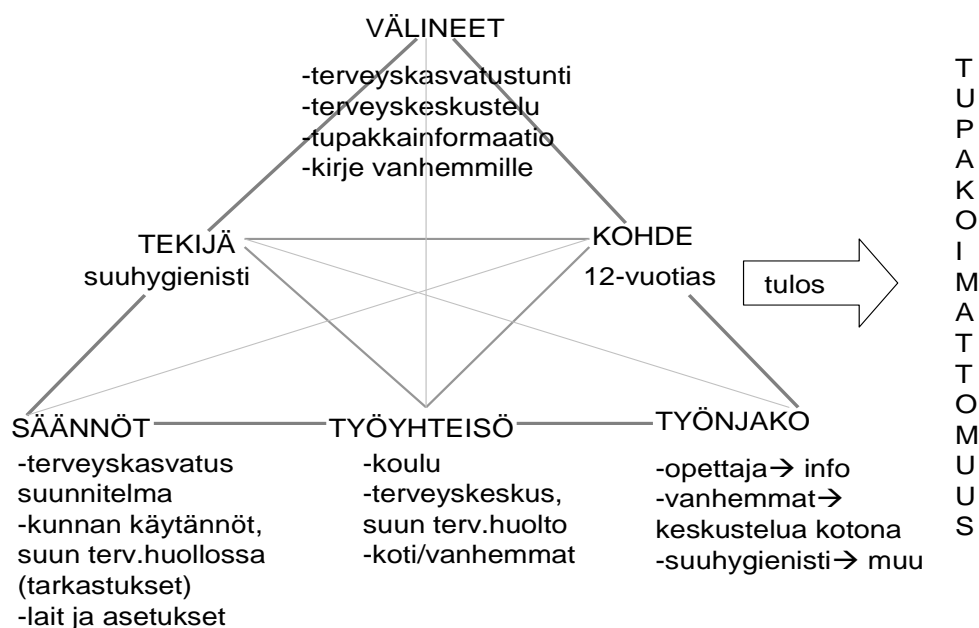 VÄLINEET
-terveyskasvatustunti
-terveyskeskustelu
-tupakkainformaatio
-kirje vanhemmille
TEKIJÄ
suuhygienisti
KOHDE
12-vuotias
tulos
TUPAKOIMATTOMUUS
SÄÄNNÖT
-terveyskasvatus
suunnitelma
-kunnan käytännöt,
suun terv.huollossa
(tarkastukset)
-lait ja asetukset
TYÖYHTEISÖ
-koulu
-terveyskeskus,
suun terv.huolto
-koti/vanhemmat
TYÖNJAKO
-opettaja→ info
-vanhemmat→
keskustelua kotona
-suuhygienisti→ muu